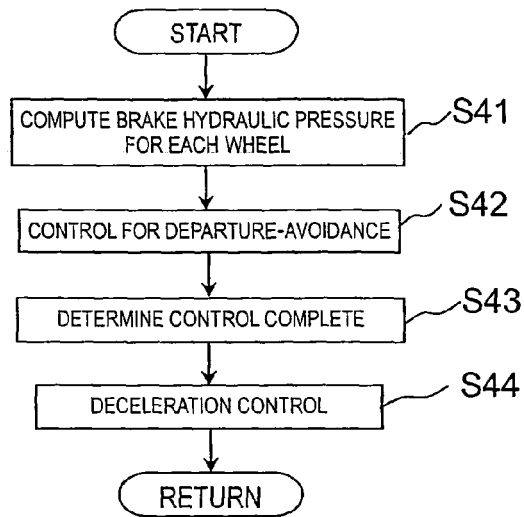 START
COMPUTE BRAKE HYDRAULIC PRESSURE
FOR EACH WHEEL
S41
CONTROL FOR DEPARTURE-AVOIDANCE
S42
DETERMINE CONTROL COMPLETE
S43
DECELERATION CONTROL
S44
RETURN